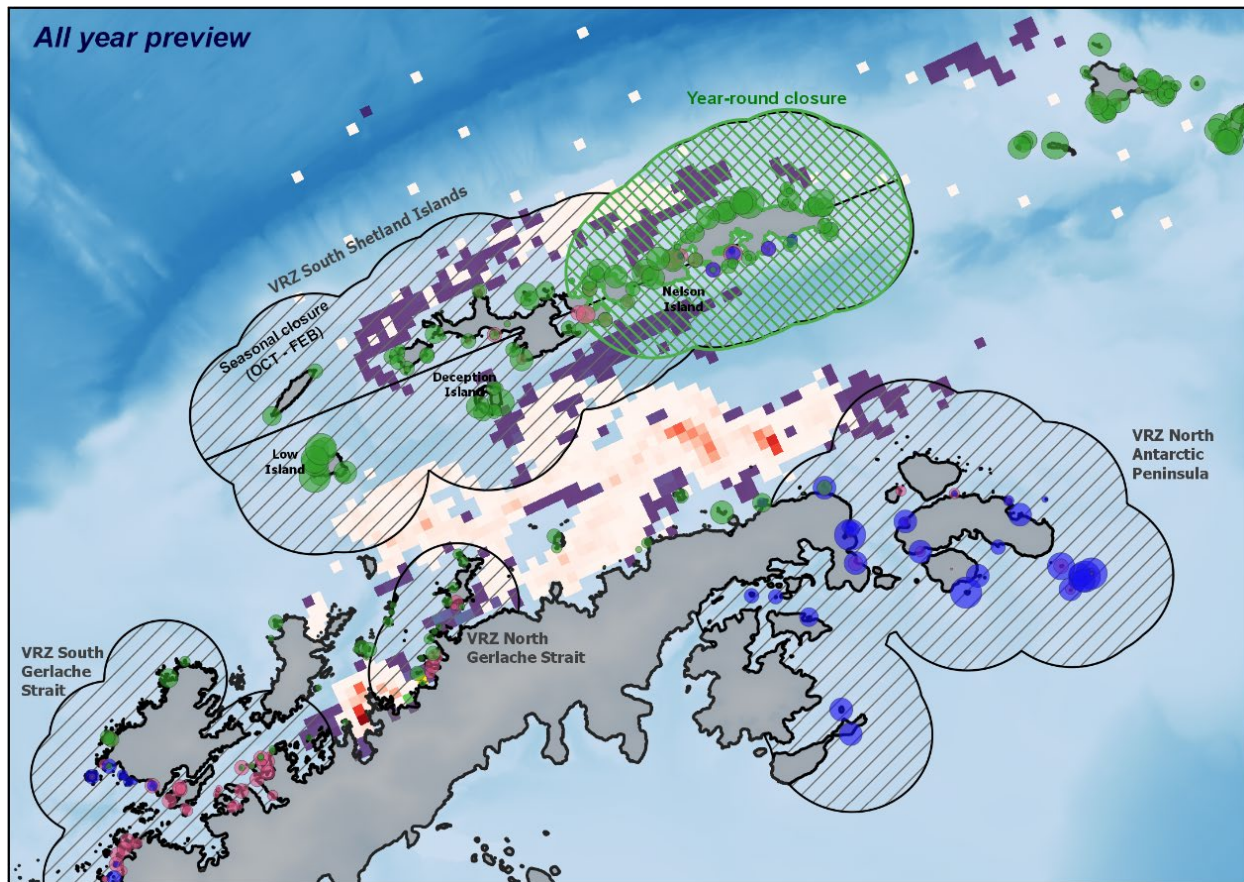 All year preview
Year-round closure
VRZ South Shetland Islands
Seasonal closure
(OCT - FEB)
Nelson
Island
Deception
Island
Low
Island
VRZ North
Antarctic
Peninsula
VRZ South
Gerlache
Strait
VRZ North
Gerlache Strait